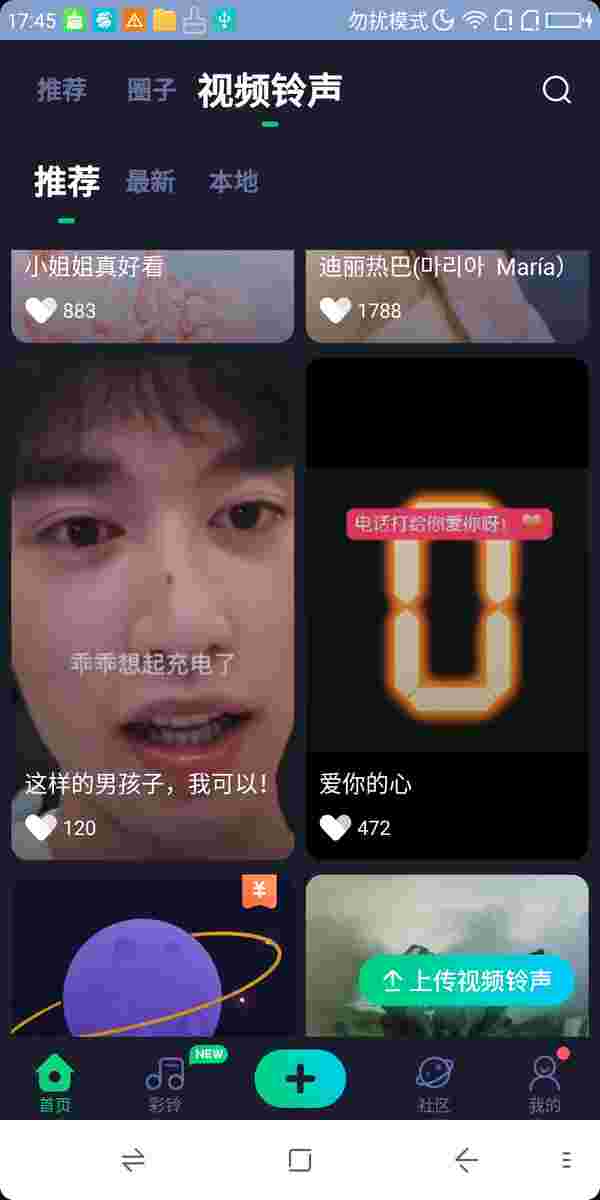 17:45 勿扰模式
推荐 圈子 视频铃声
推荐 最新 本地
小姐姐真好看
迪丽热巴(마리아 María)
883
1788
电话打给你爱你呀!
乖乖想起充电了
这样的男孩子，我可以!
爱你的心
120
472
¥
上传视频铃声
NEW
首页 彩铃 社区 我的